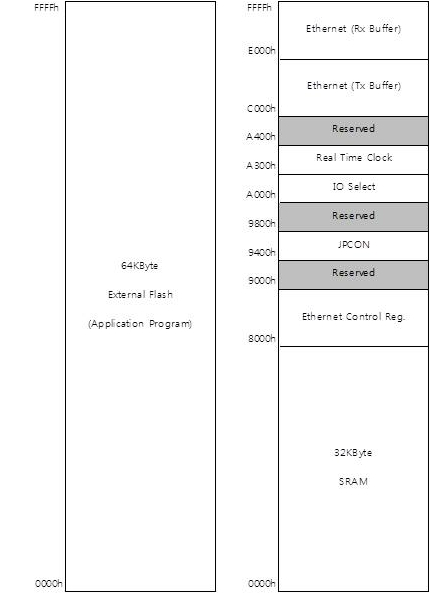 FFFFh
64KByte
External Flash
(Application Program)
0000h
FFFFh
Ethernet (Rx Buffer)
E000h
Ethernet (Tx Buffer)
C000h
Reserved
A400h
Real Time Clock
A300h
IO Select
A000h
Reserved
9800h
JPCON
9400h
Reserved
9000h
Ethernet Control Reg.
8000h
32KByte
SRAM
0000h